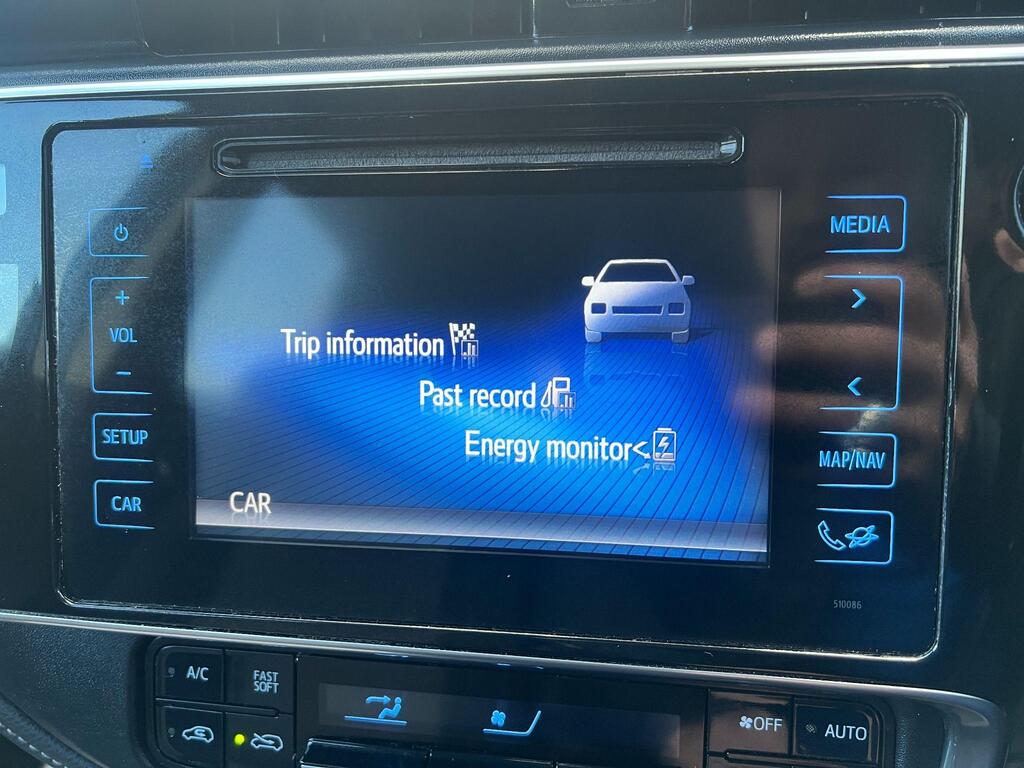 MEDIA
+
VOL
-
SETUP
CAR
Trip information
Past record
Energy monitor
CAR
>
<
MAP/NAV
510086
A/C
FAST
SOFT
OFF
AUTO